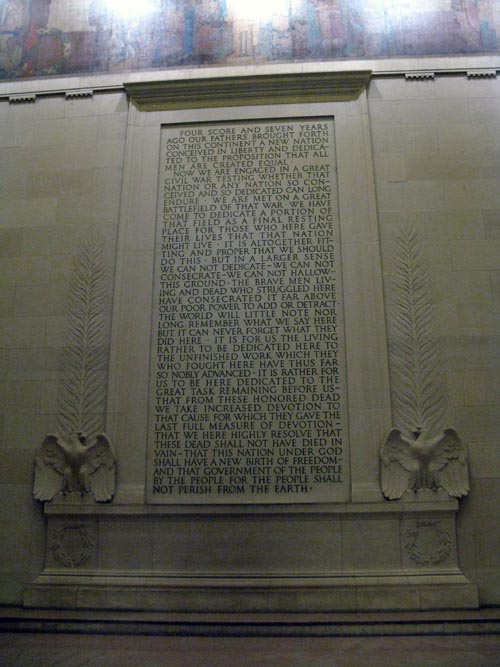 FOUR SCORE AND SEVEN YEARS
AGO OUR FATHERS BROUGHT FORTH
ON THIS CONTINENT A NEW NATION
CONCEIVED IN LIBERTY AND DEDICA-
TED TO THE PROPOSITION THAT ALL
MEN ARE CREATED EQUAL ·
NOW WE ARE ENGAGED IN A GREAT
CIVIL WAR TESTING WHETHER THAT
NATION OR ANY NATION SO CON-
CEIVED AND SO DEDICATED CAN LONG
ENDURE · WE ARE MET ON A GREAT
BATTLEFIELD OF THAT WAR · WE HAVE
COME TO DEDICATE A PORTION OF
THAT FIELD AS A FINAL RESTING
PLACE FOR THOSE WHO HERE GAVE
THEIR LIVES THAT THAT NATION
MIGHT LIVE · IT IS ALTOGETHER FIT-
TING AND PROPER THAT WE SHOULD
DO THIS · BUT IN A LARGER SENSE
WE CAN NOT DEDICATE~WE CAN NOT
CONSECRATE~WE CAN NOT HALLOW~
THIS GROUND · THE BRAVE MEN LIV-
ING AND DEAD WHO STRUGGLED HERE
HAVE CONSECRATED IT FAR ABOVE
OUR POOR POWER TO ADD OR DETRACT·
THE WORLD WILL LITTLE NOTE NOR
LONG REMEMBER WHAT WE SAY HERE
BUT IT CAN NEVER FORGET WHAT THEY
DID HERE · IT IS FOR US THE LIVING
RATHER TO BE DEDICATED HERE TO
THE UNFINISHED WORK WHICH THEY
WHO FOUGHT HERE HAVE THUS FAR
SO NOBLY ADVANCED · IT IS RATHER FOR
US TO BE HERE DEDICATED TO THE
GREAT TASK REMAINING BEFORE US~
THAT FROM THESE HONORED DEAD
WE TAKE INCREASED DEVOTION TO
THAT CAUSE FOR WHICH THEY GAVE THE
LAST FULL MEASURE OF DEVOTION~
THAT WE HERE HIGHLY RESOLVE THAT
THESE DEAD SHALL NOT HAVE DIED IN
VAIN~THAT THIS NATION UNDER GOD
SHALL HAVE A NEW BIRTH OF FREEDOM~
AND THAT GOVERNMENT OF THE PEOPLE
BY THE PEOPLE FOR THE PEOPLE SHALL
NOT PERISH FROM THE EARTH ·